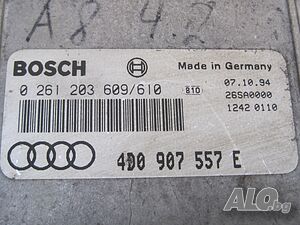 A8 4.2
BOSCH
Made in Germany
0 261 203 609/610
810
07.10.94
26SA0000
1242 0110
4D0 907 557 E
ALO.bg